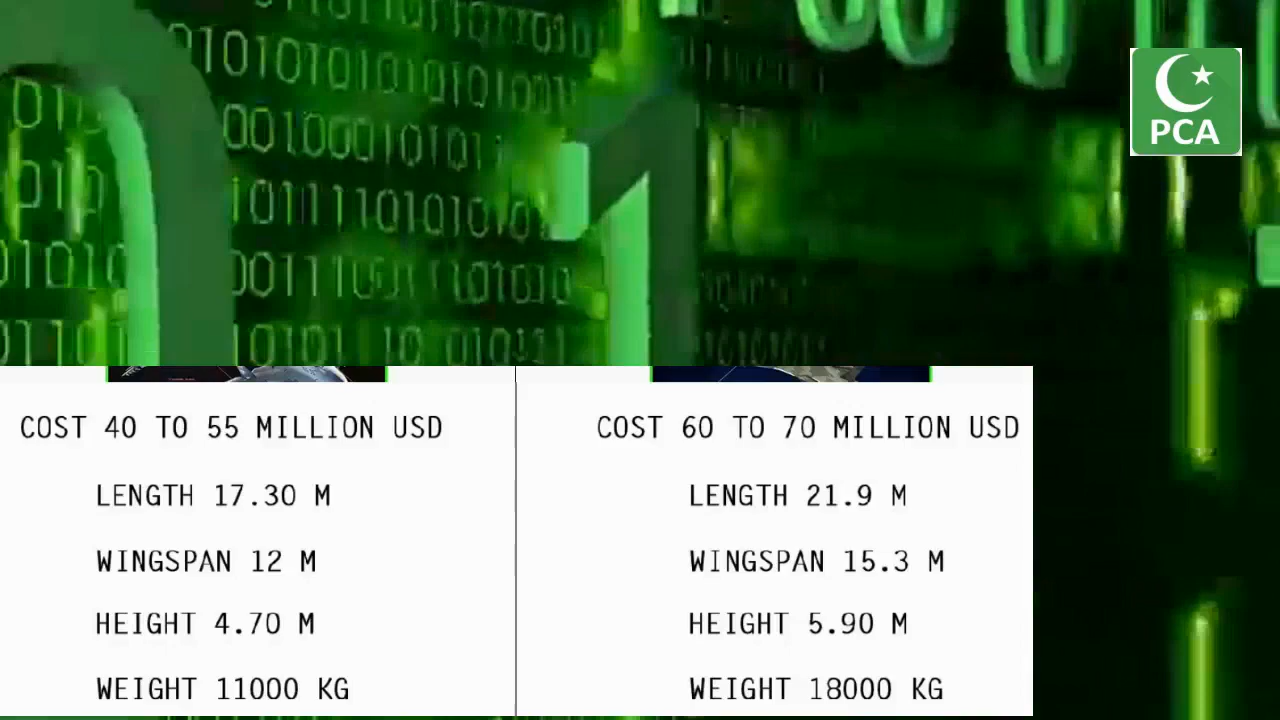 PCA
COST 40 TO 55 MILLION USD
LENGTH 17.30 M
WINGSPAN 12 M
HEIGHT 4.70 M
WEIGHT 11000 KG
COST 60 TO 70 MILLION USD
LENGTH 21.9 M
WINGSPAN 15.3 M
HEIGHT 5.90 M
WEIGHT 18000 KG